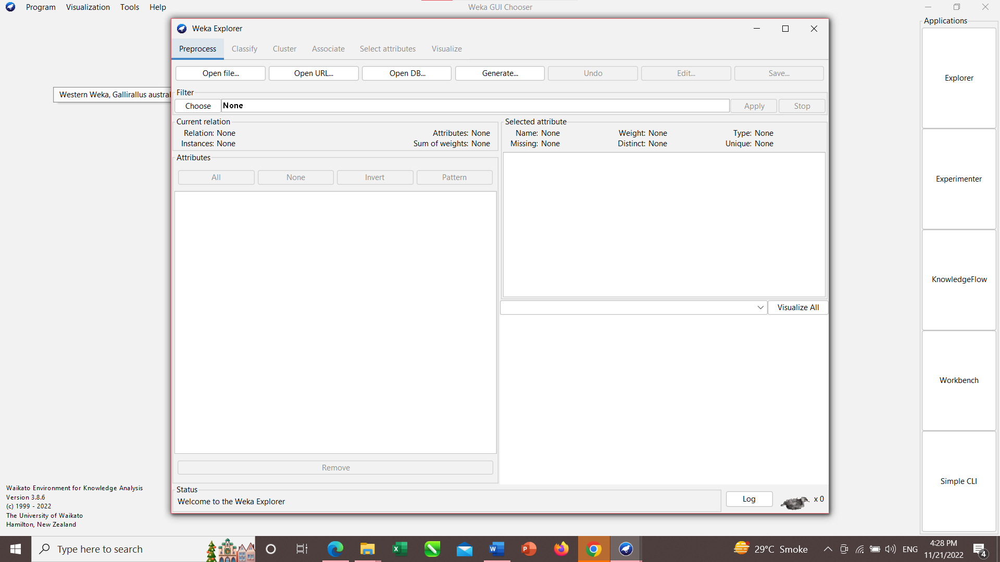 Program Visualization Tools Help Weka GUI Chooser
Applications
Weka Explorer
Preprocess Classify Cluster Associate Select attributes Visualize
Open file... Open URL... Open DB... Generate... Undo Edit... Save...
Explorer
Western Weka, Gallirallus
Filter
Choose None Apply Stop
Current relation
Relation: None Attributes: None
Instances: None Sum of weights: None
Selected attribute
Name: None Weight: None Type: None
Missing: None Distinct: None Unique: None
Attributes
All None Invert Pattern
Experimenter
KnowledgeFlow
Visualize All
Workbench
Remove
Simple CLI
Status
Welcome to the Weka Explorer
Log x 0
Waikato Environment for Knowledge Analysis
Version 3.8.6
(c) 1999 - 2022
The University of Waikato
Hamilton, New Zealand
Type here to search
29°C Smoke
ENG
4:28 PM
11/21/2022
4